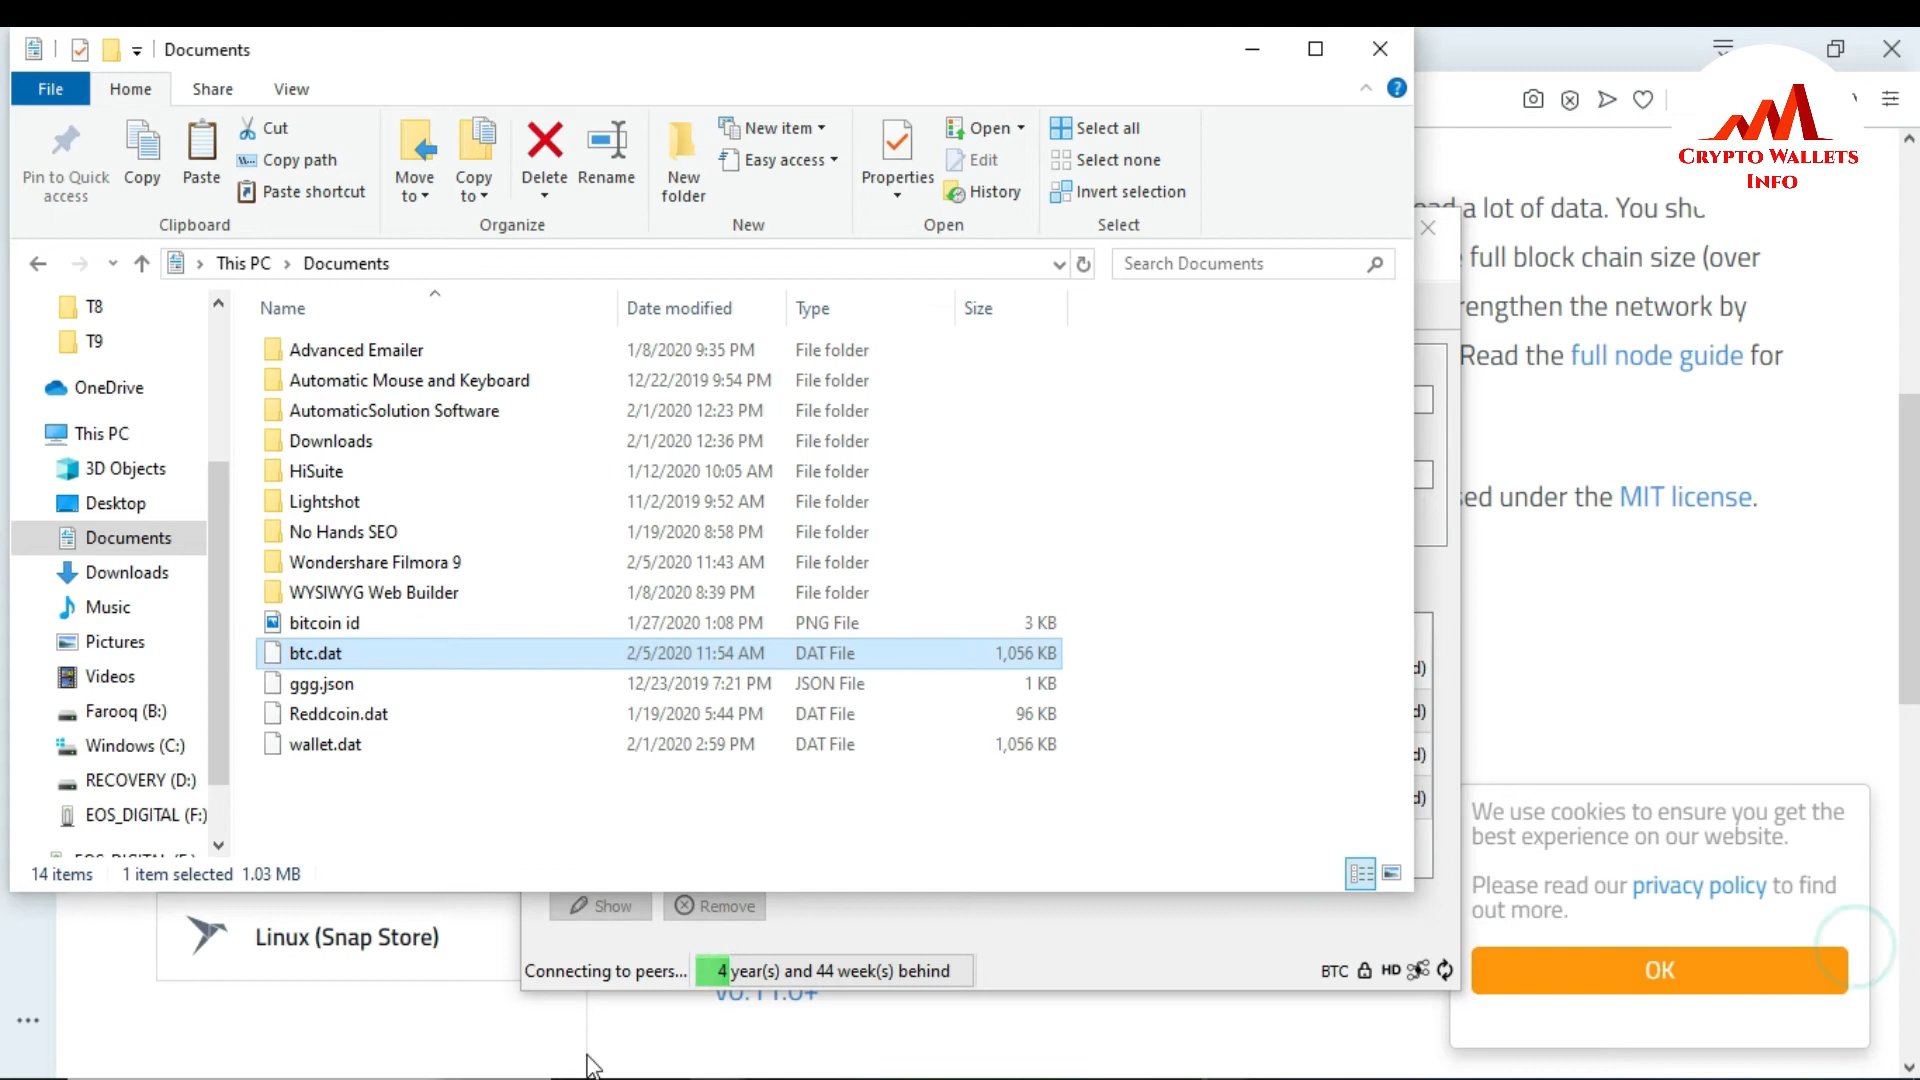 Documents
File
Home
Share
View
Pin to Quick access
Copy
Paste
Cut
Copy path
Paste shortcut
Clipboard
Move to
Copy to
Delete
Rename
Organize
New folder
New item
Easy access
New
Properties
Open
Edit
History
Open
Select all
Select none
Invert selection
Select
This PC > Documents
Search Documents
T8
T9
OneDrive
This PC
3D Objects
Desktop
Documents
Downloads
Music
Pictures
Videos
Farooq (B:)
Windows (C:)
RECOVERY (D:)
EOS_DIGITAL (F:)
Name Date modified Type Size
Advanced Emailer 1/8/2020 9:35 PM File folder
Automatic Mouse and Keyboard 12/22/2019 9:54 PM File folder
AutomaticSolution Software 2/1/2020 12:23 PM File folder
Downloads 2/1/2020 12:36 PM File folder
HiSuite 1/12/2020 10:05 AM File folder
Lightshot 11/2/2019 9:52 AM File folder
No Hands SEO 1/19/2020 8:58 PM File folder
Wondershare Filmora 9 2/5/2020 11:43 AM File folder
WYSIWYG Web Builder 1/8/2020 8:39 PM File folder
bitcoin id 1/27/2020 1:08 PM PNG File 3 KB
btc.dat 2/5/2020 11:54 AM DAT File 1,056 KB
ggg.json 12/23/2019 7:21 PM JSON File 1 KB
Reddcoin.dat 1/19/2020 5:44 PM DAT File 96 KB
wallet.dat 2/1/2020 2:59 PM DAT File 1,056 KB
14 items 1 item selected 1.03 MB
CRYPTO WALLETS
INFO
a lot of data. You
full block chain size (over
the network by
Read the full node guide for
under the MIT license.
Show
Remove
Connecting to peers...
4 year(s) and 44 week(s) behind
BTC HD
Linux (Snap Store)
We use cookies to ensure you get the
best experience on our website.
Please read our privacy policy to find
out more.
OK